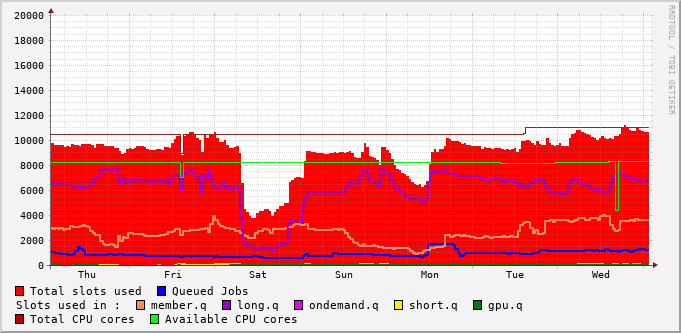 20000
18000
16000
14000
12000
10000
8000
6000
4000
2000
0
Thu Fri Sat Sun Mon Tue Wed
RRDTOOL / TOBI OETIKER
Total slots used Queued Jobs
Slots used in : member.q long.q ondemand.q short.q gpu.q
Total CPU cores
Available CPU cores